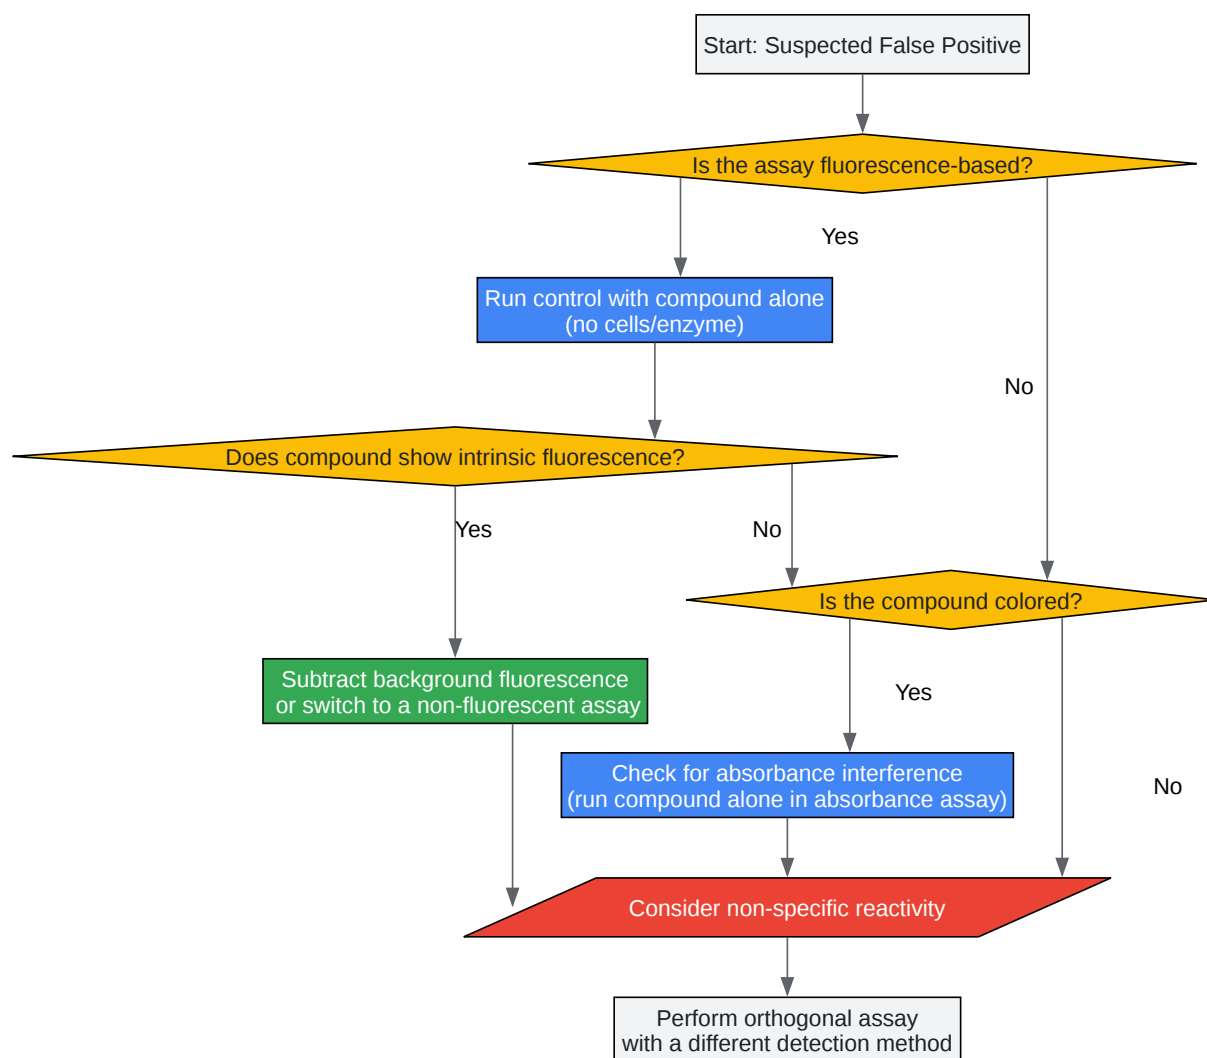 Start: Suspected False Positive
Is the assay fluorescence-based?
Yes
Run control with compound alone
(no cells/enzyme)
No
Does compound show intrinsic fluorescence?
Yes
No
Is the compound colored?
Subtract background fluorescence
or switch to a non-fluorescent assay
Yes
Check for absorbance interference
(run compound alone in absorbance assay)
No
Consider non-specific reactivity
Perform orthogonal assay
with a different detection method